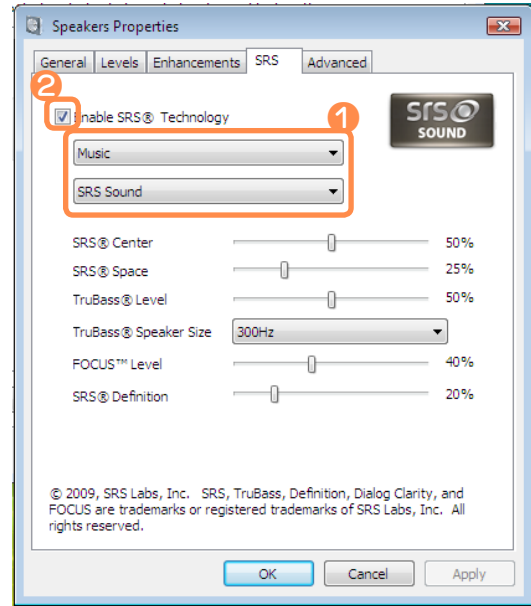 Speakers Properties
General Levels Enhancements SRS Advanced
2
Enable SRS® Technology
1
SRS
SOUND
Music
SRS Sound
SRS® Center 50%
SRS® Space 25%
TruBass® Level 50%
TruBass® Speaker Size 300Hz
FOCUS™ Level 40%
SRS® Definition 20%
© 2009, SRS Labs, Inc. SRS, TruBass, Definition, Dialog Clarity, and
FOCUS are trademarks or registered trademarks of SRS Labs, Inc. All
rights reserved.
OK Cancel Apply